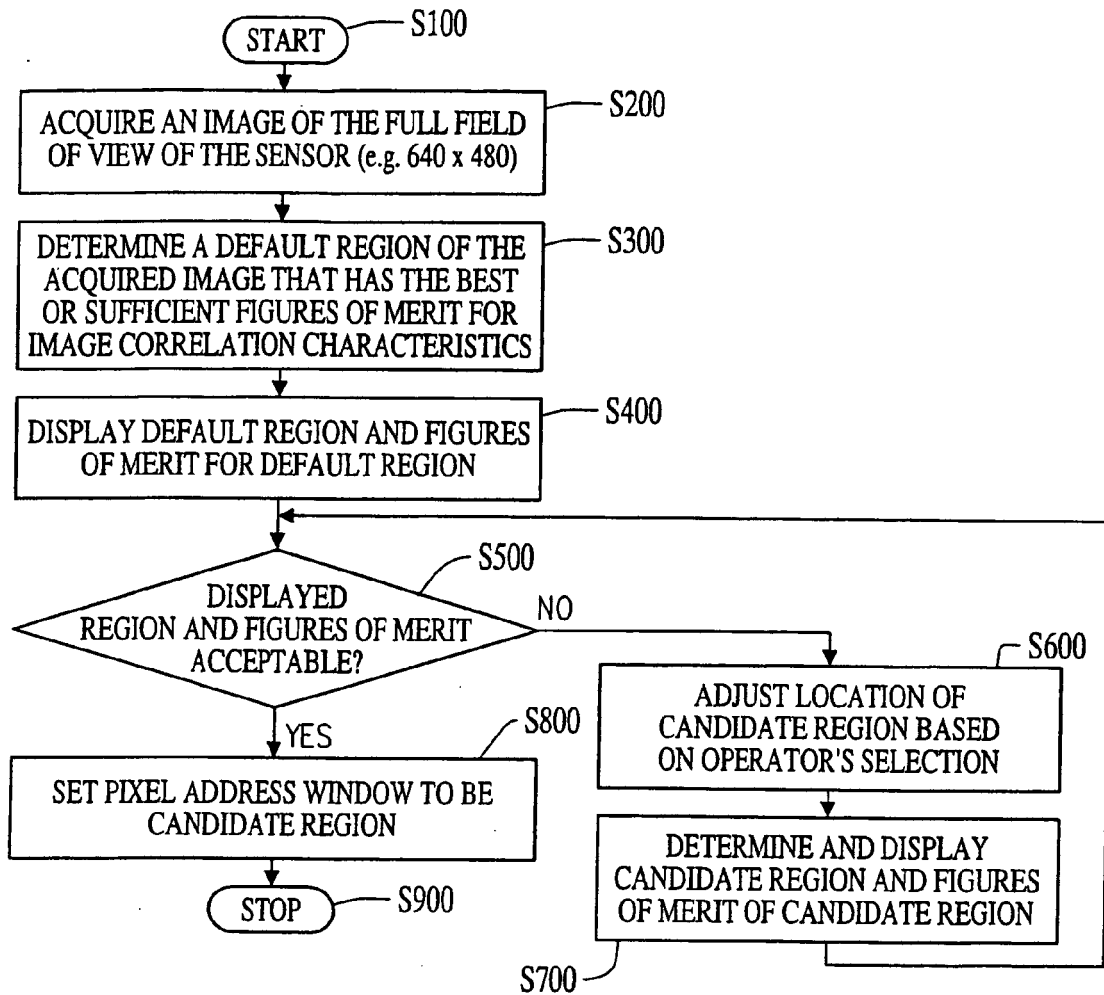 START
S100
ACQUIRE AN IMAGE OF THE FULL FIELD
OF VIEW OF THE SENSOR (e.g. 640 x 480)
S200
DETERMINE A DEFAULT REGION OF THE
ACQUIRED IMAGE THAT HAS THE BEST
OR SUFFICIENT FIGURES OF MERIT FOR
IMAGE CORRELATION CHARACTERISTICS
S300
DISPLAY DEFAULT REGION AND FIGURES
OF MERIT FOR DEFAULT REGION
S400
DISPLAYED
REGION AND FIGURES OF MERIT
ACCEPTABLE?
S500
NO
YES
ADJUST LOCATION OF
CANDIDATE REGION BASED
ON OPERATOR'S SELECTION
S600
DETERMINE AND DISPLAY
CANDIDATE REGION AND FIGURES
OF MERIT OF CANDIDATE REGION
S700
SET PIXEL ADDRESS WINDOW TO BE
CANDIDATE REGION
S800
STOP
S900